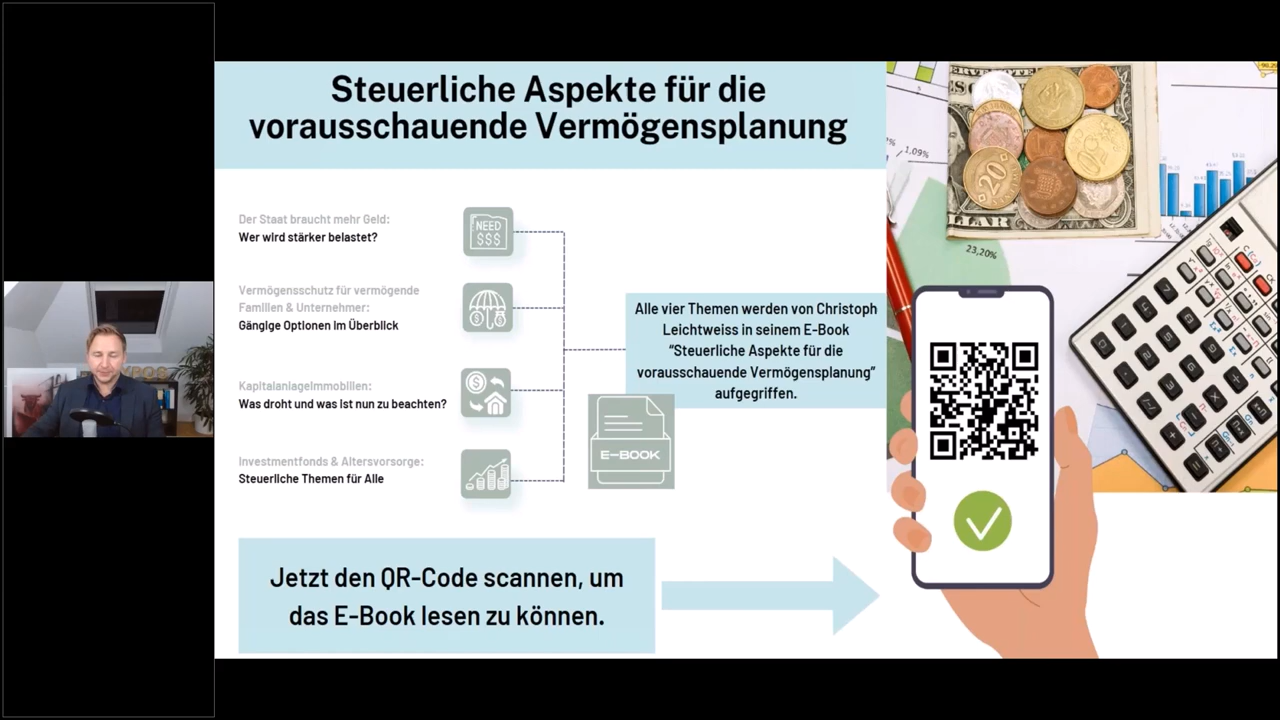 Steuerliche Aspekte für die
vorausschauende Vermögensplanung
Der Staat braucht mehr Geld:
Wer wird stärker belastet?
NEED
$$$
Vermögensschutz für vermögende
Familien & Unternehmer:
Gängige Optionen im Überblick
Kapitalanlageimmobilien:
Was droht und was ist nun zu beachten?
Investmentfonds & Altersvorsorge:
Steuerliche Themen für Alle
Alle vier Themen werden von Christoph
Leichtweiss in seinem E-Book
"Steuerliche Aspekte für die
vorausschauende Vermögensplanung"
aufgegriffen.
E-BOOK
Jetzt den QR-Code scannen, um
das E-Book lesen zu können.
1,09%
23,20%
20